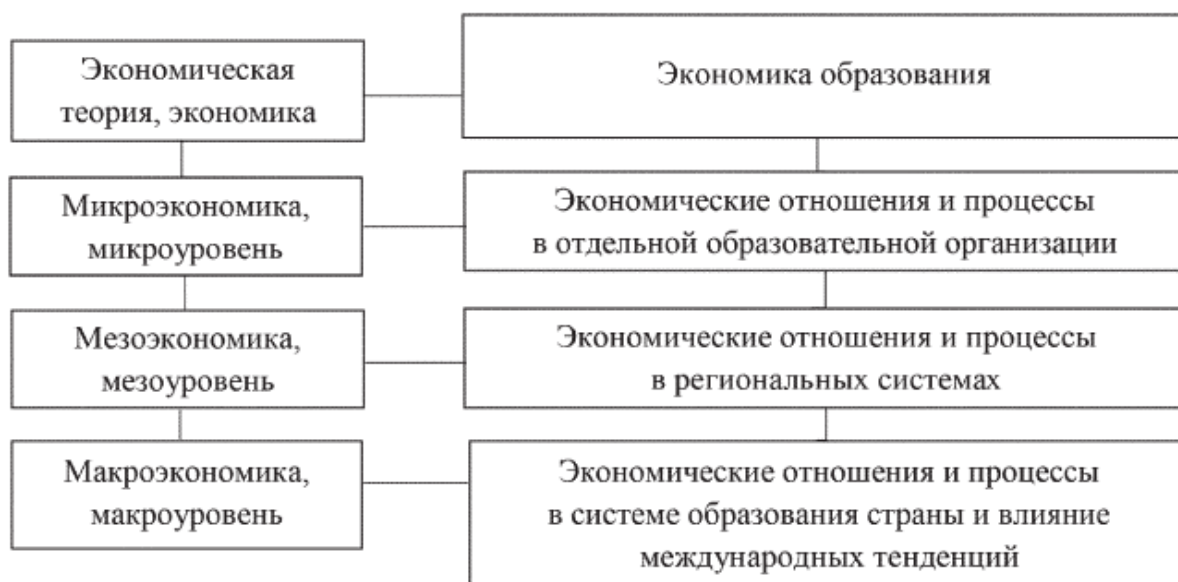 Экономическая
теория, экономика
Экономика образования
Микроэкономика,
микроуровень
Экономические отношения и процессы
в отдельной образовательной организации
Мезоэкономика,
мезоуровень
Экономические отношения и процессы
в региональных системах
Макроэкономика,
макроуровень
Экономические отношения и процессы
в системе образования страны и влияние
международных тенденций